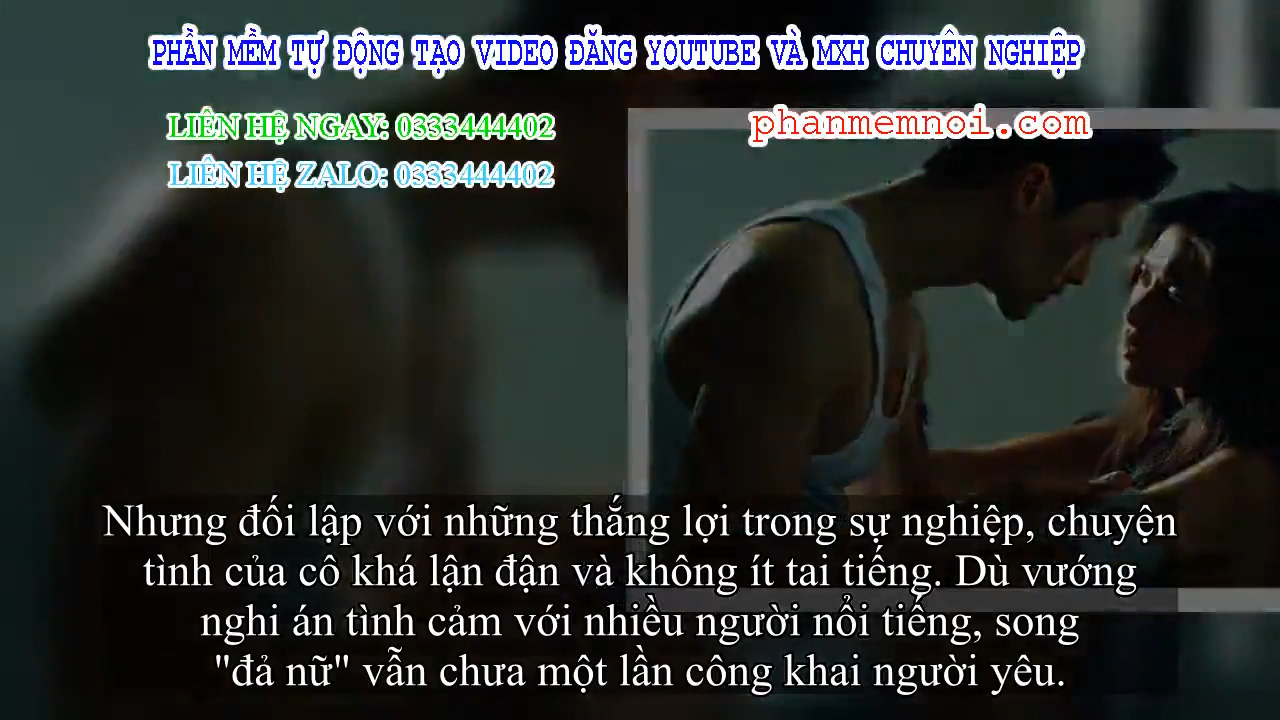 PHẦN MỀM TỰ ĐỘNG TẠO VIDEO ĐĂNG YOUTUBE VÀ MXH CHUYÊN NGHIỆP
LIÊN HỆ NGAY: 0333444402
phanmemnoi.com
LIÊN HỆ ZALO: 0333444402
Nhưng đối lập với những thắng lợi trong sự nghiệp, chuyện
tình của cô khá lận đận và không ít tai tiếng. Dù vướng
nghi án tình cảm với nhiều người nổi tiếng, song
"đả nữ" vẫn chưa một lần công khai người yêu.